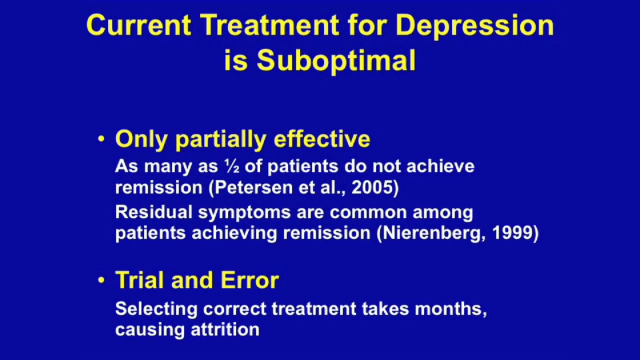 Current Treatment for Depression
is Suboptimal
• Only partially effective
As many as ½ of patients do not achieve
remission (Petersen et al., 2005)
Residual symptoms are common among
patients achieving remission (Nierenberg, 1999)
• Trial and Error
Selecting correct treatment takes months,
causing attrition